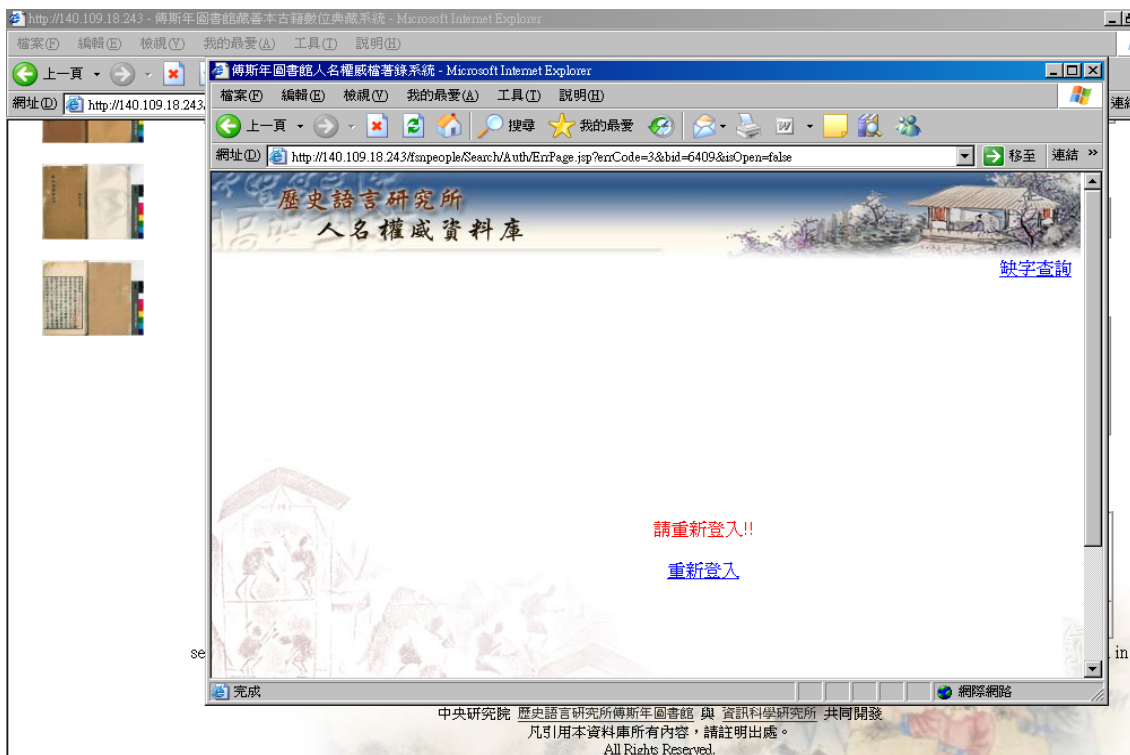 http://140.109.18.243 - 傅斯年圖書館藏善本古籍數位典藏系統 - Microsoft Internet Explorer
檔案(F) 編輯(E) 檢視(V) 我的最愛(A) 工具(T) 說明(H)
上一頁
網址(D) http://140.109.18.243/
連結
傅斯年圖書館人名權威檔著錄系統 - Microsoft Internet Explorer
檔案(F) 編輯(E) 檢視(V) 我的最愛(A) 工具(T) 說明(H)
上一頁 搜尋 我的最愛
網址(D) http://140.109.18.243/fsnpeople/Search/Auth/ErrPage.jsp?errCode=3&bid=6409&isOpen=false 移至 連結 »
歷史語言研究所
人名權威資料庫
缺字查詢
請重新登入!!
重新登入
se
in
完成 網際網路
中央研究院 歷史語言研究所傅斯年圖書館 與 資訊科學研究所 共同開發
凡引用本資料庫所有內容，請註明出處。
All Rights Reserved.